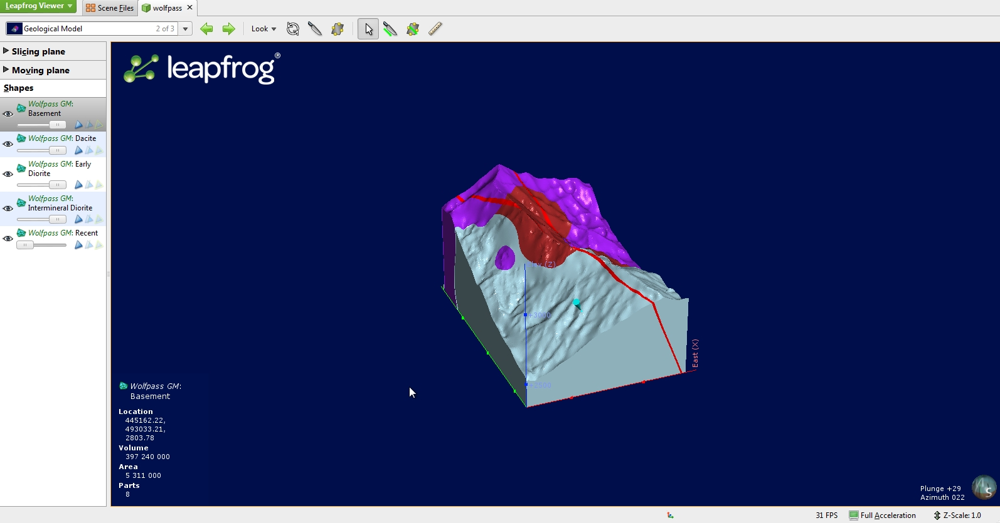 Leapfrog Viewer
Scene Files
wolfpass
Geological Model 2 of 3
Look
Slicing plane
Moving plane
Shapes
Wolfpass GM:
Basement
Wolfpass GM: Dacite
Wolfpass GM: Early
Diorite
Wolfpass GM:
Intermineral Diorite
Wolfpass GM: Recent
leapfrog®
(Z)
+3000
+2500
East (X)
Wolfpass GM:
Basement
Location
445162.22,
493033.21,
2803.78
Volume
397 240 000
Area
5 311 000
Parts
8
Plunge +29
Azimuth 022
S
31 FPS
Full Acceleration
Z-Scale: 1.0